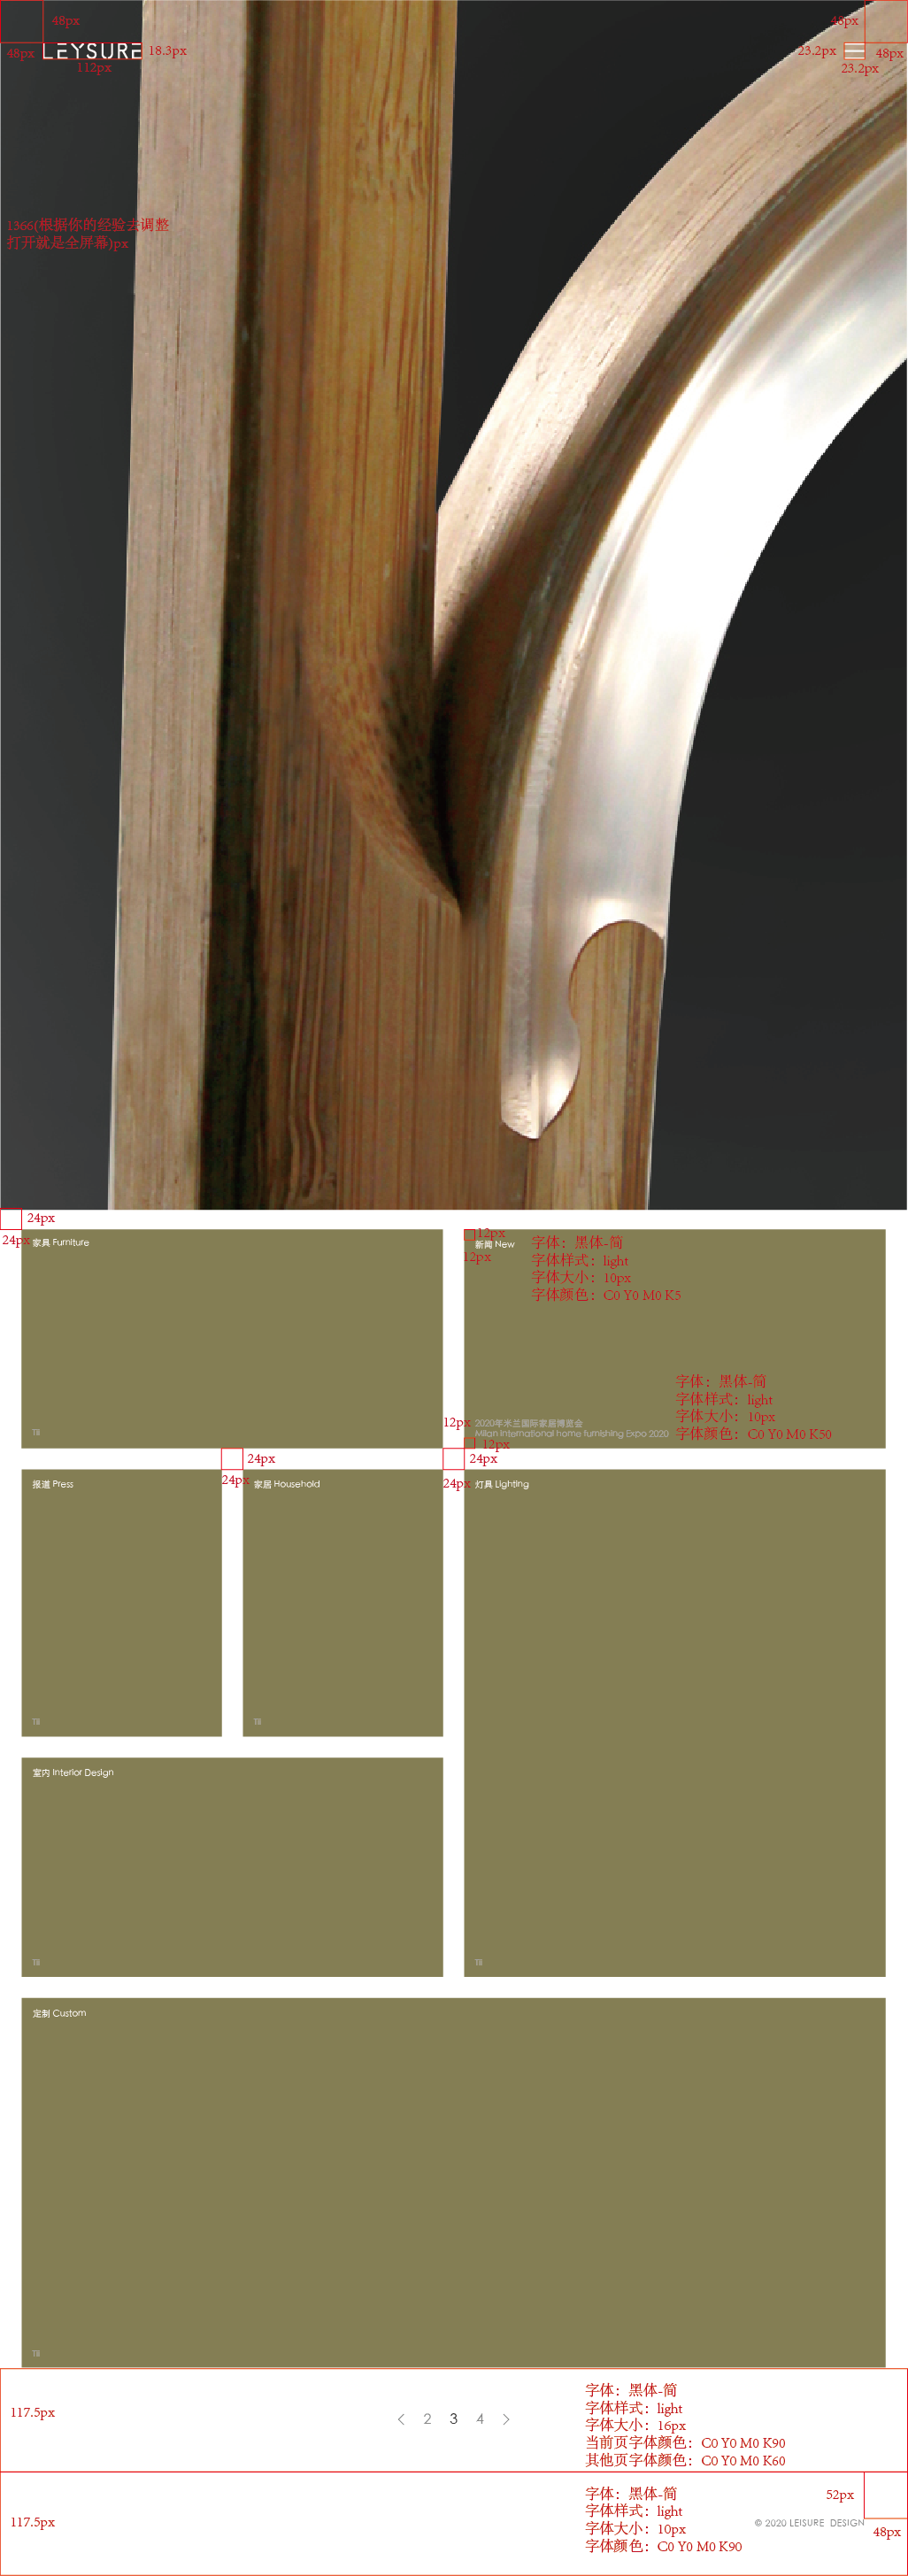 48px
48px
48px
LEYSURE
18.3px
23.2px
48px
112px
23.2px
1366(根据你的经验去调整
打开就是全屏幕)px
24px
24px
家具 Furniture
12px
新闻 New
12px
字体：黑体-简
字体样式：light
字体大小：10px
字体颜色：C0 Y0 M0 K5
字体：黑体-简
字体样式：light
字体大小：10px
字体颜色：C0 Y0 M0 K50
12px
2020年米兰国际家居博览会
Milan International home furnishing Expo 2020
12px
24px
24px
24px
24px
报道 Press
家居 Household
灯具 Lighting
室内 Interior Design
定制 Custom
117.5px
2 3 4
字体：黑体-简
字体样式：light
字体大小：16px
当前页字体颜色：C0 Y0 M0 K90
其他页字体颜色：C0 Y0 M0 K60
117.5px
字体：黑体-简
字体样式：light
字体大小：10px
字体颜色：C0 Y0 M0 K90
52px
© 2020 LEISURE DESIGN
48px